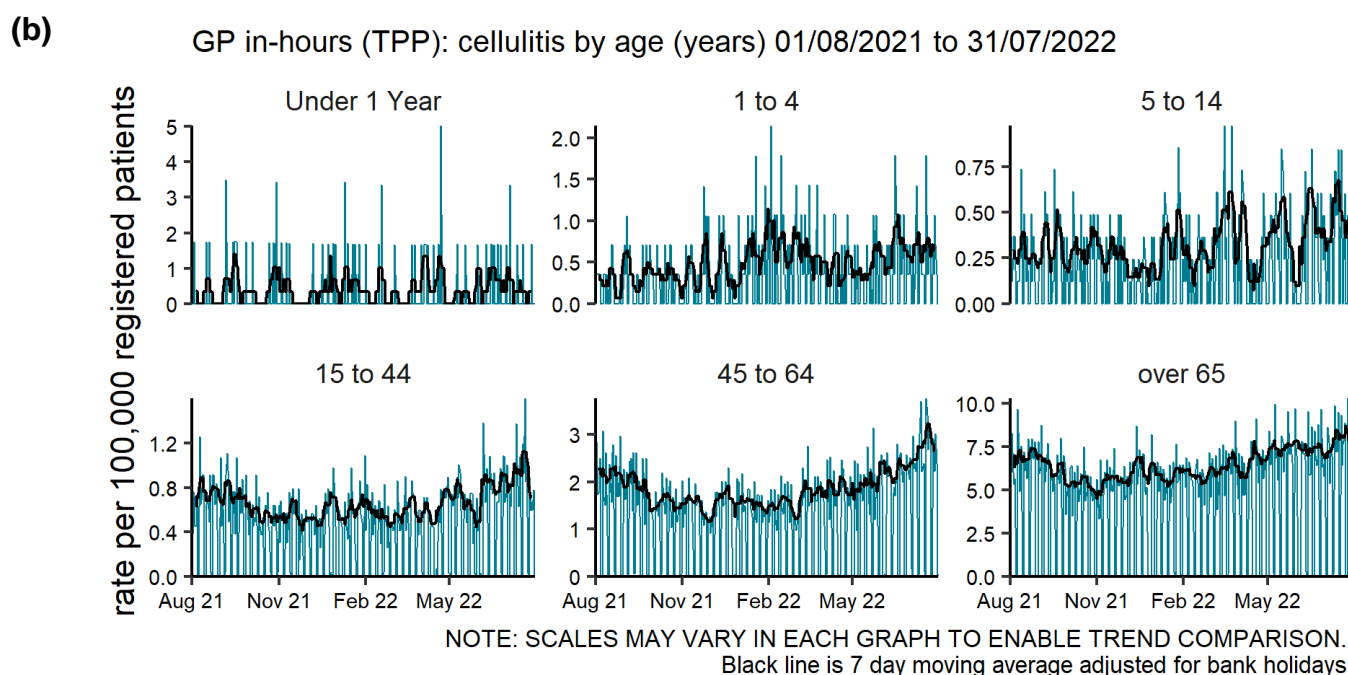 (b)
GP in-hours (TPP): cellulitis by age (years) 01/08/2021 to 31/07/2022
rate per 100,000 registered patients
Under 1 Year
5
4
3
2
1
0
1 to 4
2.0
1.5
1.0
0.5
0.0
5 to 14
0.75
0.50
0.25
0.00
15 to 44
1.2
0.8
0.4
0.0
Aug 21 Nov 21 Feb 22 May 22
45 to 64
3
2
1
0
Aug 21 Nov 21 Feb 22 May 22
over 65
10.0
7.5
5.0
2.5
0.0
Aug 21 Nov 21 Feb 22 May 22
NOTE: SCALES MAY VARY IN EACH GRAPH TO ENABLE TREND COMPARISON.
Black line is 7 day moving average adjusted for bank holidays